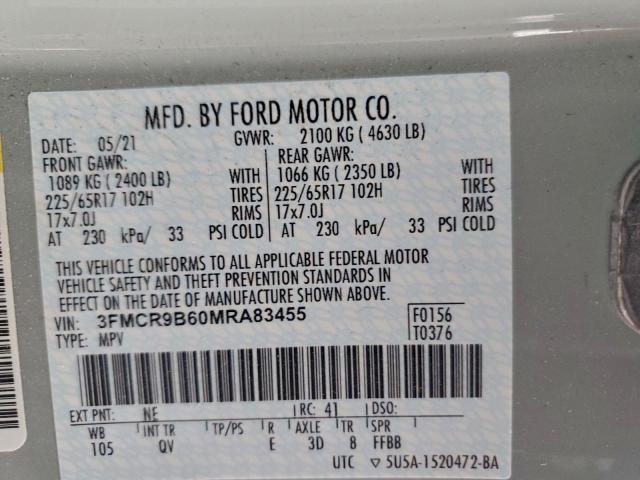 MFD. BY FORD MOTOR CO.
DATE: 05/21 GVWR: 2100 KG ( 4630 LB)
FRONT GAWR: REAR GAWR:
1089 KG ( 2400 LB) WITH 1066 KG ( 2350 LB) WITH
225/65R17 102H TIRES 225/65R17 102H TIRES
17x7.0J RIMS 17x7.0J RIMS
AT 230 kPa/ 33 PSI COLD AT 230 kPa/ 33 PSI COLD
THIS VEHICLE CONFORMS TO ALL APPLICABLE FEDERAL MOTOR
VEHICLE SAFETY AND THEFT PREVENTION STANDARDS IN
EFFECT ON THE DATE OF MANUFACTURE SHOWN ABOVE.
VIN: 3FMCR9B60MRA83455 F0156
TYPE: MPV T0376
EXT PNT: NE RC: 41 DSO:
WB INT TR TP/PS R AXLE TR SPR
105 QV E 3D 8 FFBB
UTC ▽ 5U5A-1520472-BA